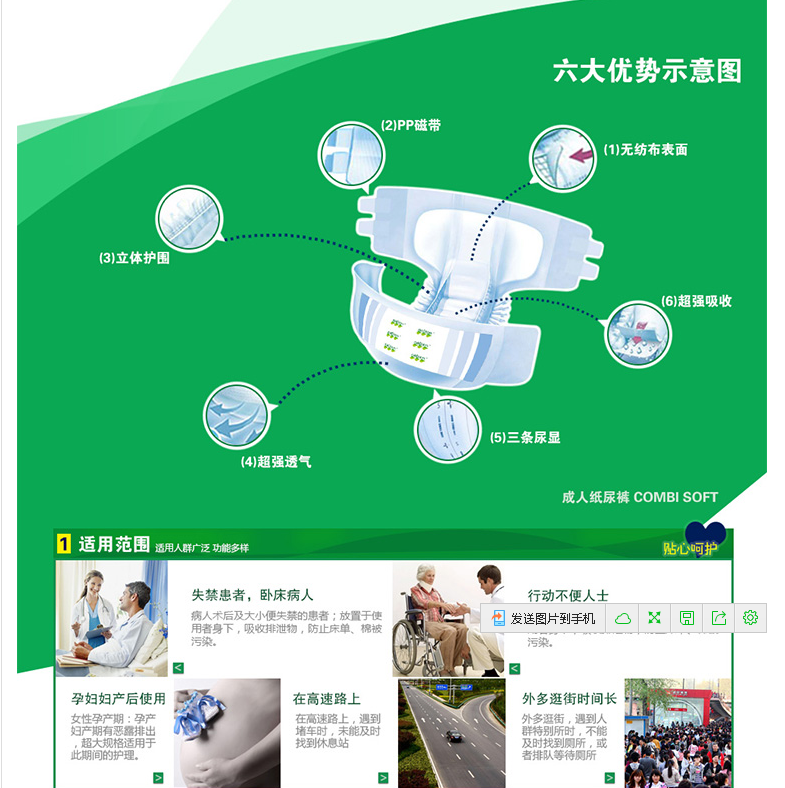 六大优势示意图
(2)PP磁带
(1)无纺布表面
(3)立体护围
(6)超强吸收
(5)三条尿显
(4)超强透气
成人纸尿裤 COMBI SOFT
1 适用范围 适用人群广泛 功能多样
贴心呵护
失禁患者，卧床病人
病人术后及大小便失禁的患者；放置于使
用者身下，吸收排泄物，防止床单、棉被
污染。
行动不便人士
发送图片到手机
污染。
孕妇妇产后使用
女性孕产期：孕产
妇产期有恶露排出
，超大规格适用于
此期间的护理。
在高速路上
在高速路上，遇到
堵车时，未能及时
找到休息站
外多逛街时间长
外多逛街，遇到人
群特别所时，不能
及时找到厕所，或
者排队等待厕所